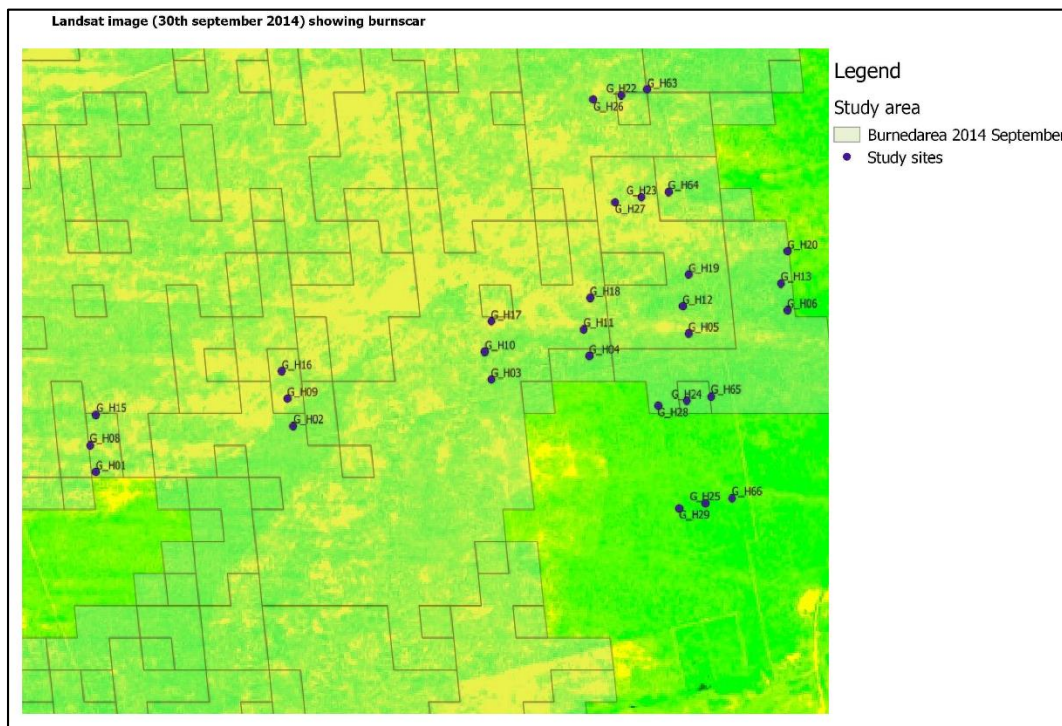 Landsat image (30th september 2014) showing burnscar
Legend
Study area
Burnedarea 2014 September
Study sites
G_H63
G_H22
G_H26
G_H64
G_H23
G_H27
G_H20
G_H19
G_H13
G_H18
G_H12
G_H06
G_H17
G_H11
G_H05
G_H10
G_H04
G_H16
G_H03
G_H09
G_H65
G_H24
G_H28
G_H15
G_H02
G_H08
G_H01
G_H66
G_H25
G_H29